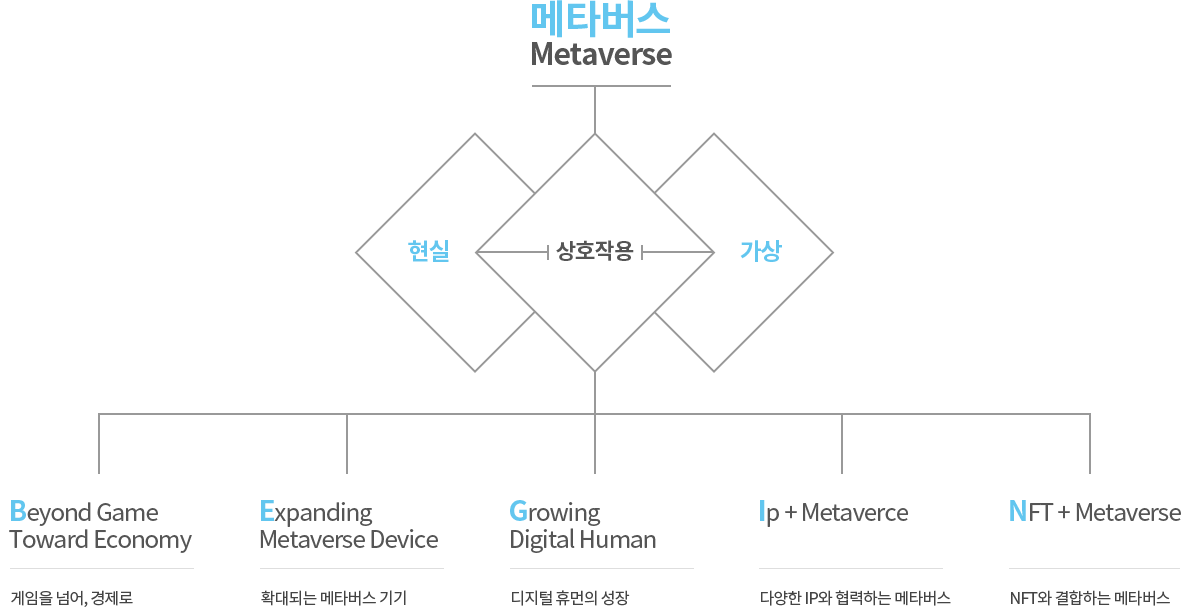 메타버스
Metaverse
현실
상호작용
가상
Beyond Game
Toward Economy
게임을 넘어, 경제로
Expanding
Metaverse Device
확대되는 메타버스 기기
Growing
Digital Human
디지털 휴먼의 성장
Ip + Metaverce
다양한 IP와 협력하는 메타버스
NFT + Metaverse
NFT와 결합하는 메타버스